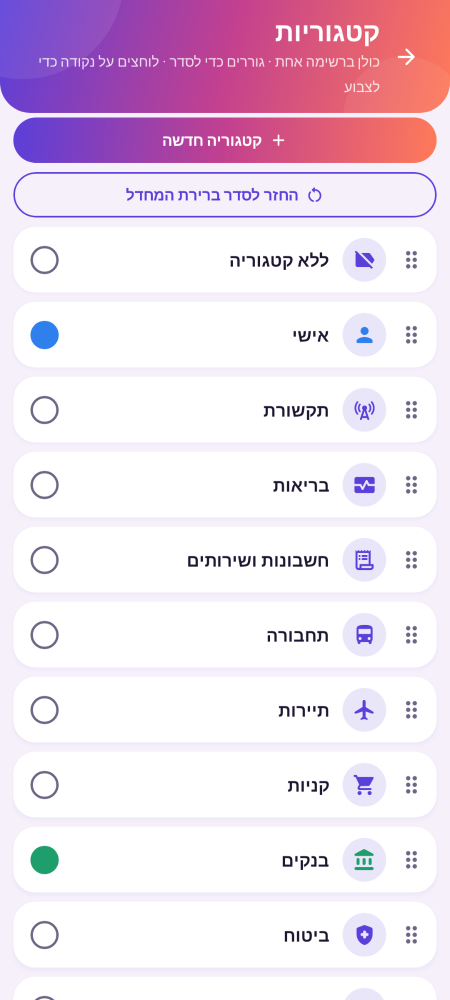 קטגוריות
כולן ברשימה אחת · גוררים כדי לסדר · לוחצים על נקודה כדי
לצבוע
קטגוריה חדשה
החזר לסדר ברירת המחדל
ללא קטגוריה
אישי
תקשורת
בריאות
חשבונות ושירותים
תחבורה
תיירות
קניות
בנקים
ביטוח